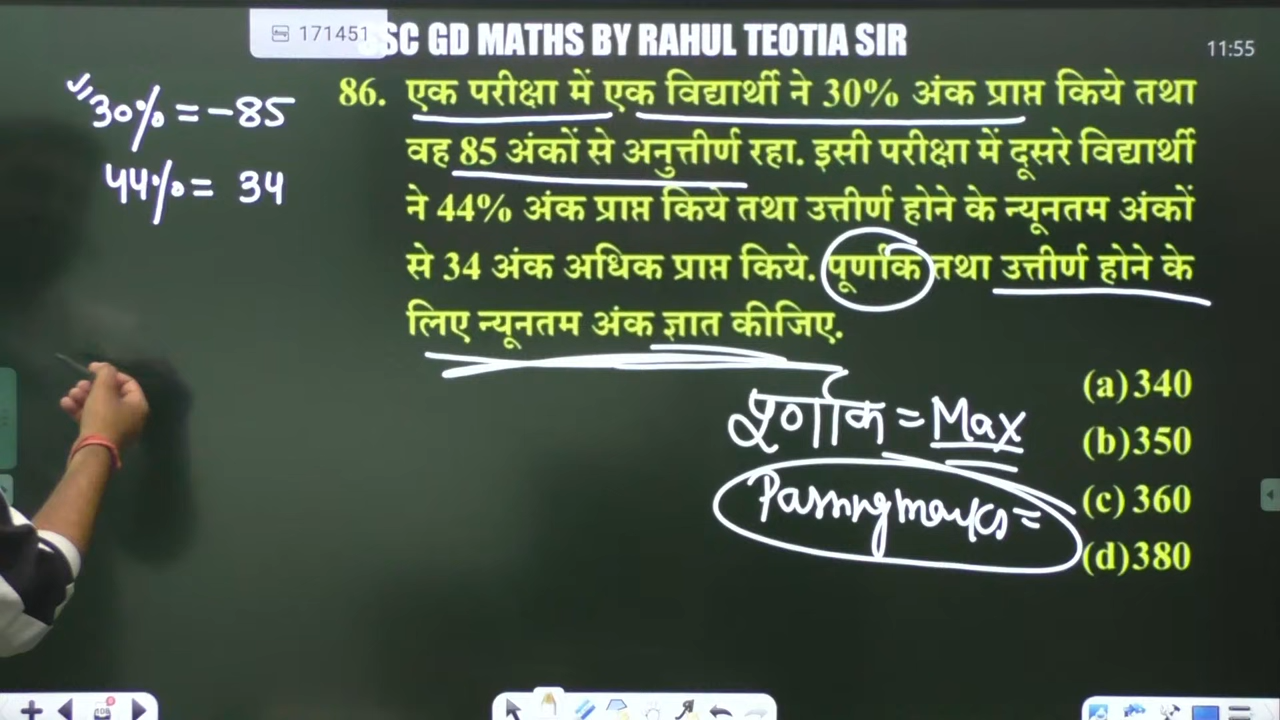 171451
SSC GD MATHS BY RAHUL TEOTIA SIR
11:55
30% = -85
44% = 34
86. एक परीक्षा में एक विद्यार्थी ने 30% अंक प्राप्त किये तथा
वह 85 अंकों से अनुत्तीर्ण रहा. इसी परीक्षा में दूसरे विद्यार्थी
ने 44% अंक प्राप्त किये तथा उत्तीर्ण होने के न्यूनतम अंकों
से 34 अंक अधिक प्राप्त किये. पूर्णांक तथा उत्तीर्ण होने के
लिए न्यूनतम अंक ज्ञात कीजिए.
(a) 340
(b) 350
(c) 360
(d) 380
पूर्णांक = Max
Passing marks =